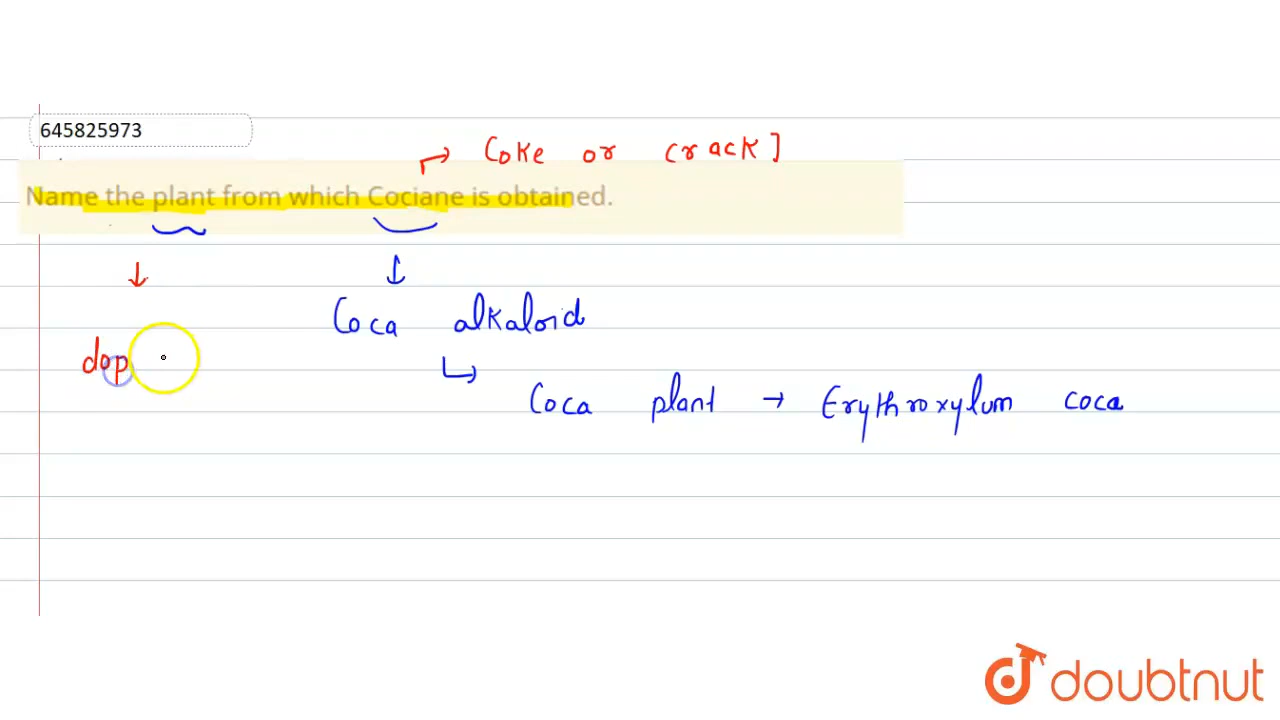 645825973
Coke or crack]
Name the plant from which Cociane is obtained.
Coca alkaloid
dop
Coca plant → Erythroxylum coca
doubtnut